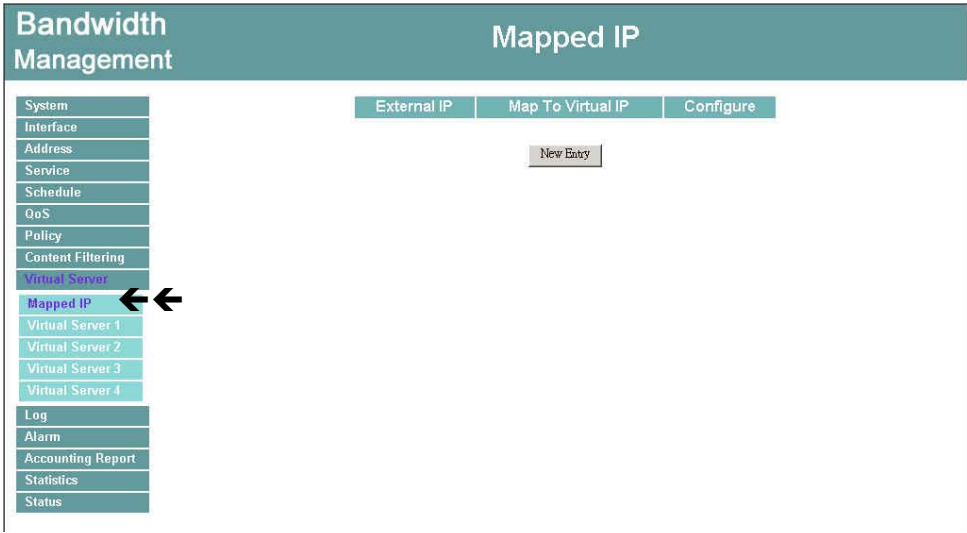 Bandwidth
Management
Mapped IP
System
Interface
Address
Service
Schedule
QoS
Policy
Content Filtering
Virtual Server
Mapped IP
Virtual Server 1
Virtual Server 2
Virtual Server 3
Virtual Server 4
Log
Alarm
Accounting Report
Statistics
Status
External IP Map To Virtual IP Configure
New Entry